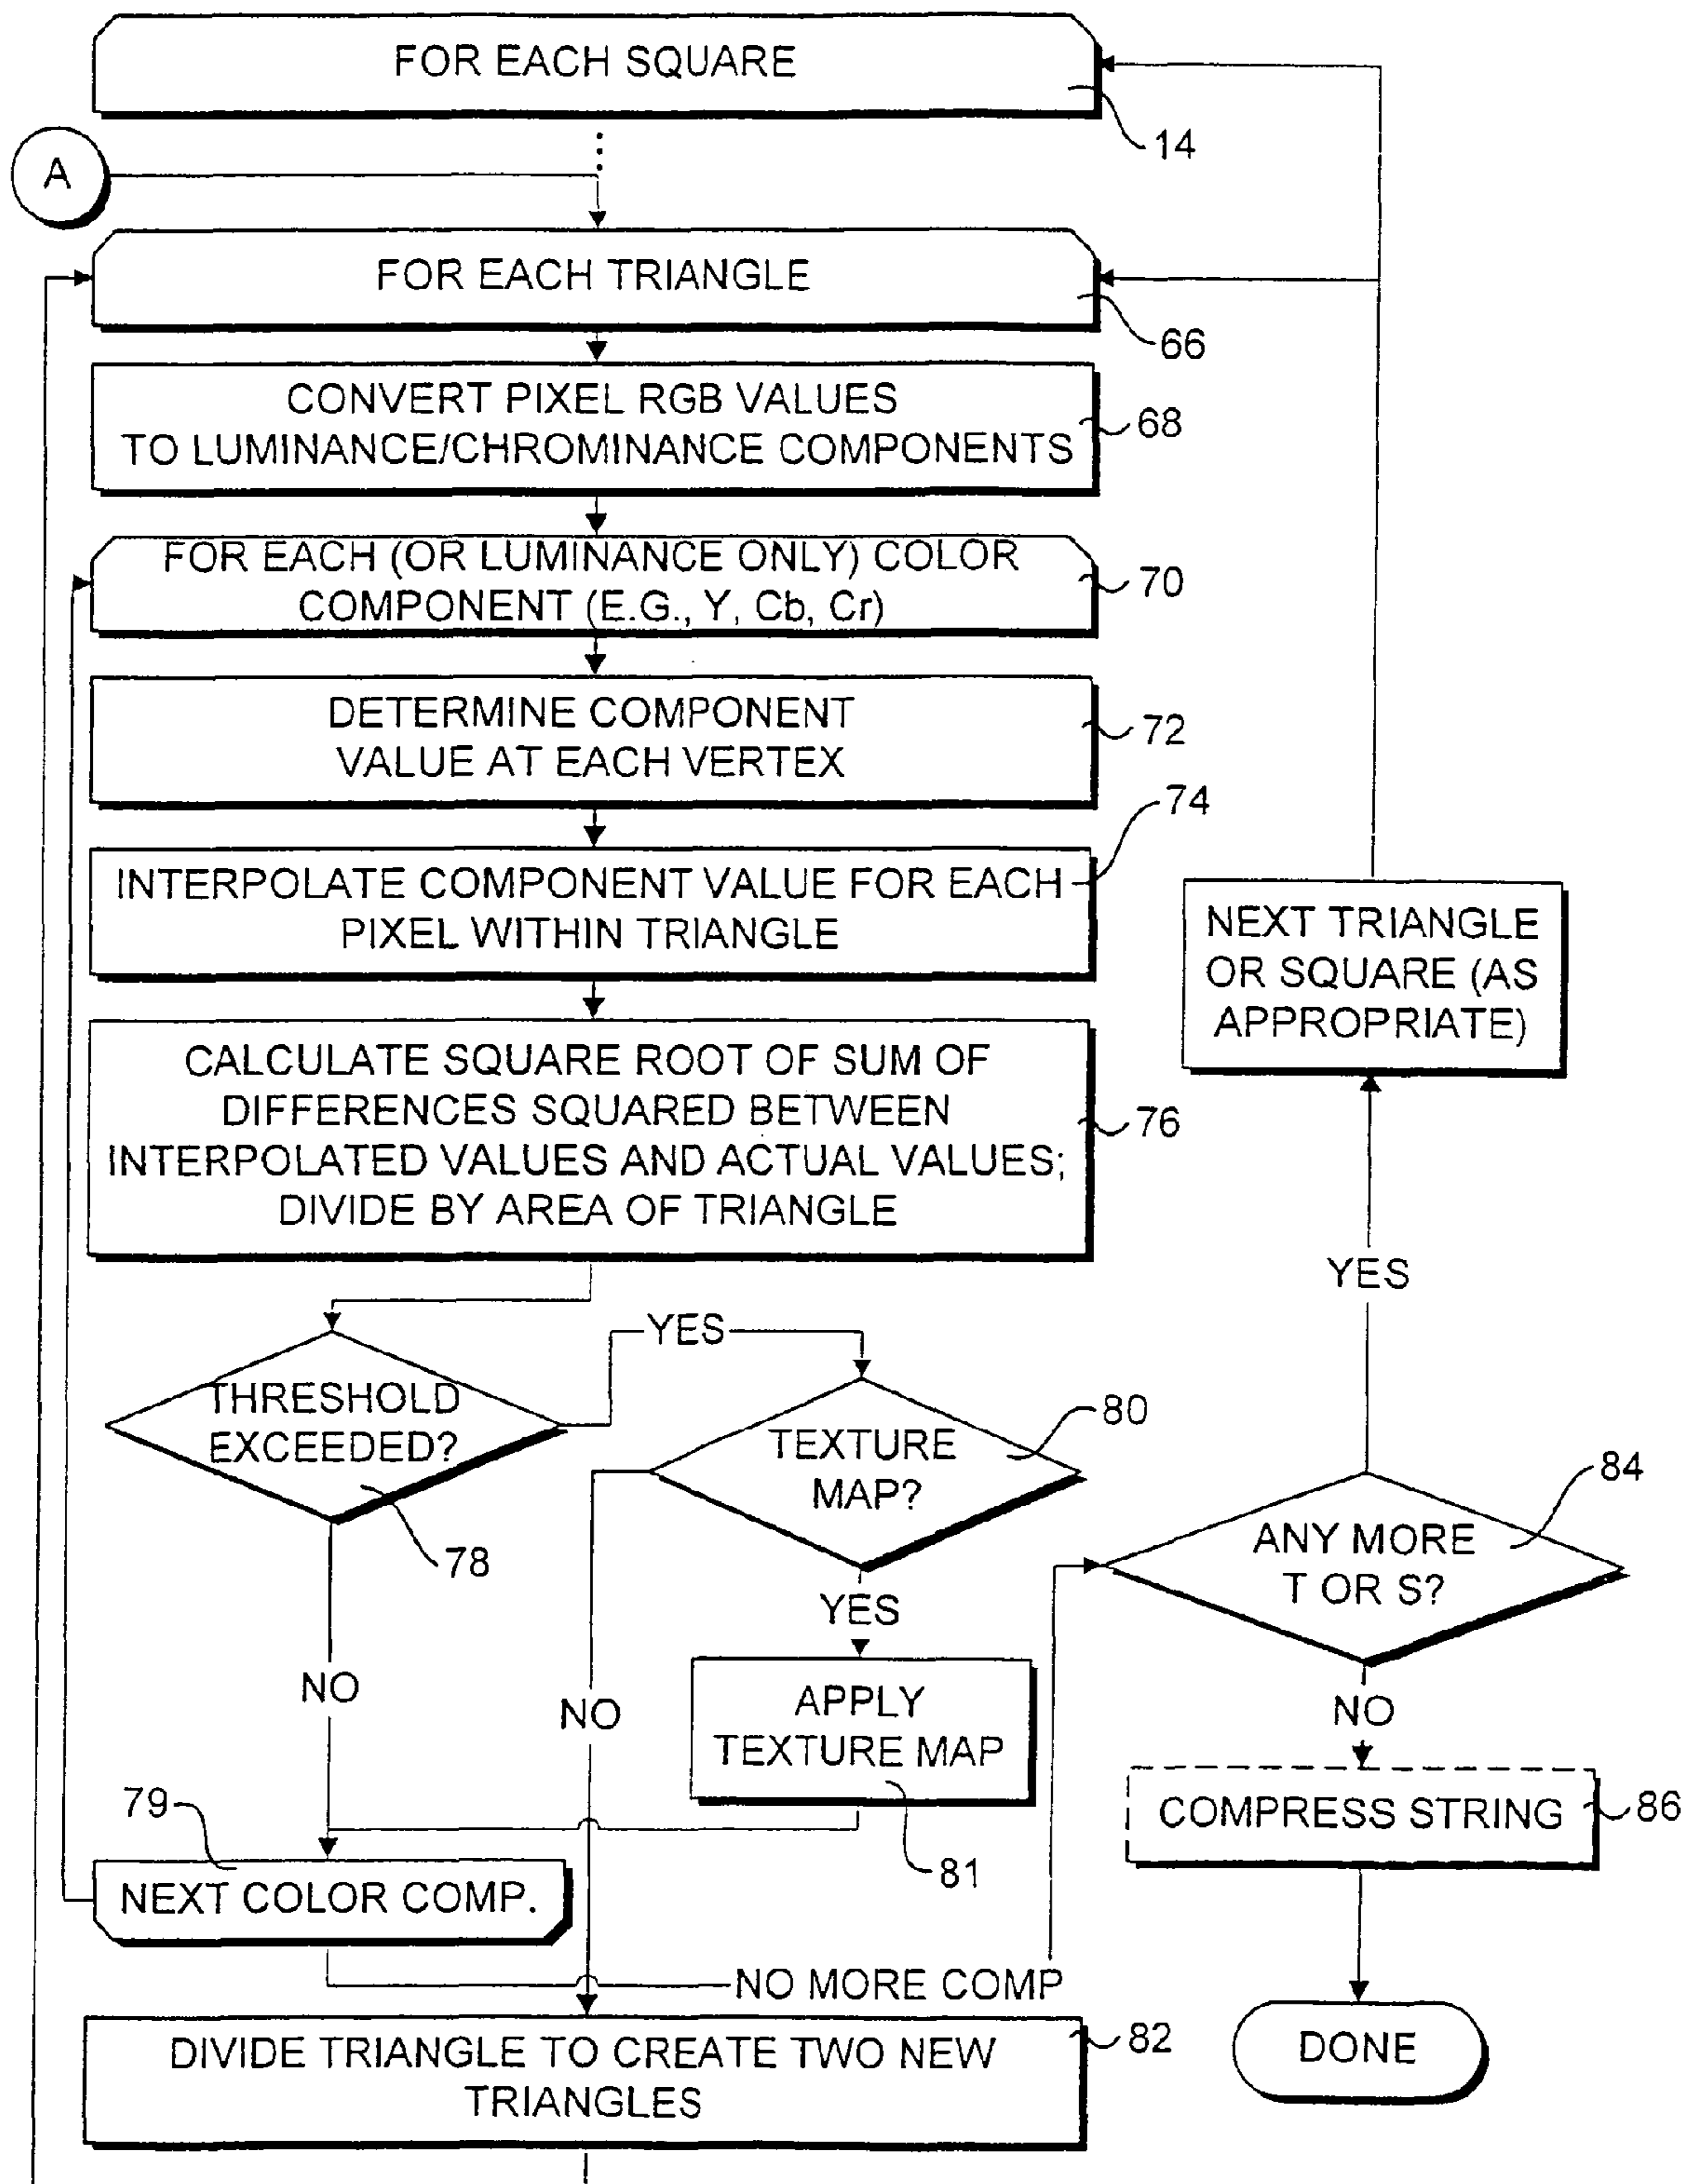 FOR EACH SQUARE
14
A
FOR EACH TRIANGLE
66
CONVERT PIXEL RGB VALUES
TO LUMINANCE/CHROMINANCE COMPONENTS
68
FOR EACH (OR LUMINANCE ONLY) COLOR
COMPONENT (E.G., Y, Cb, Cr)
70
DETERMINE COMPONENT
VALUE AT EACH VERTEX
72
74
INTERPOLATE COMPONENT VALUE FOR EACH
PIXEL WITHIN TRIANGLE
NEXT TRIANGLE
OR SQUARE (AS
APPROPRIATE)
CALCULATE SQUARE ROOT OF SUM OF
DIFFERENCES SQUARED BETWEEN
INTERPOLATED VALUES AND ACTUAL VALUES;
DIVIDE BY AREA OF TRIANGLE
76
YES
YES
THRESHOLD
EXCEEDED?
78
80
TEXTURE
MAP?
84
ANY MORE
T OR S?
YES
NO
NO
NO
APPLY
TEXTURE MAP
81
COMPRESS STRING
86
79
NEXT COLOR COMP.
NO MORE COMP
DIVIDE TRIANGLE TO CREATE TWO NEW
TRIANGLES
82
DONE